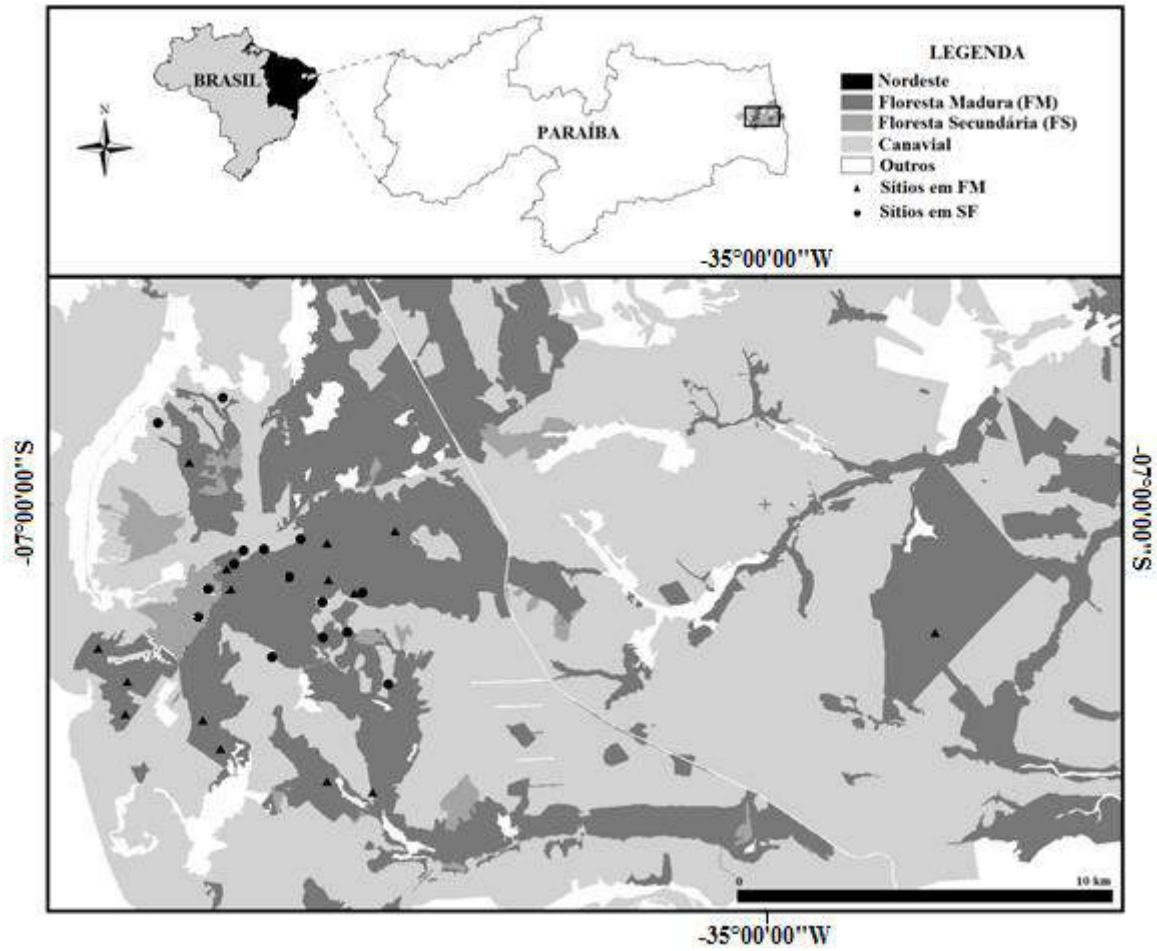 BRASIL
N
PARAÍBA
LEGENDA
Nordeste
Floresta Madura (FM)
Floresta Secundária (FS)
Canavial
Outros
Sítios em FM
Sítios em SF
-35°00'00"W
-07°00'00"S
-07°00'00"S
0 10 km
-35°00'00"W